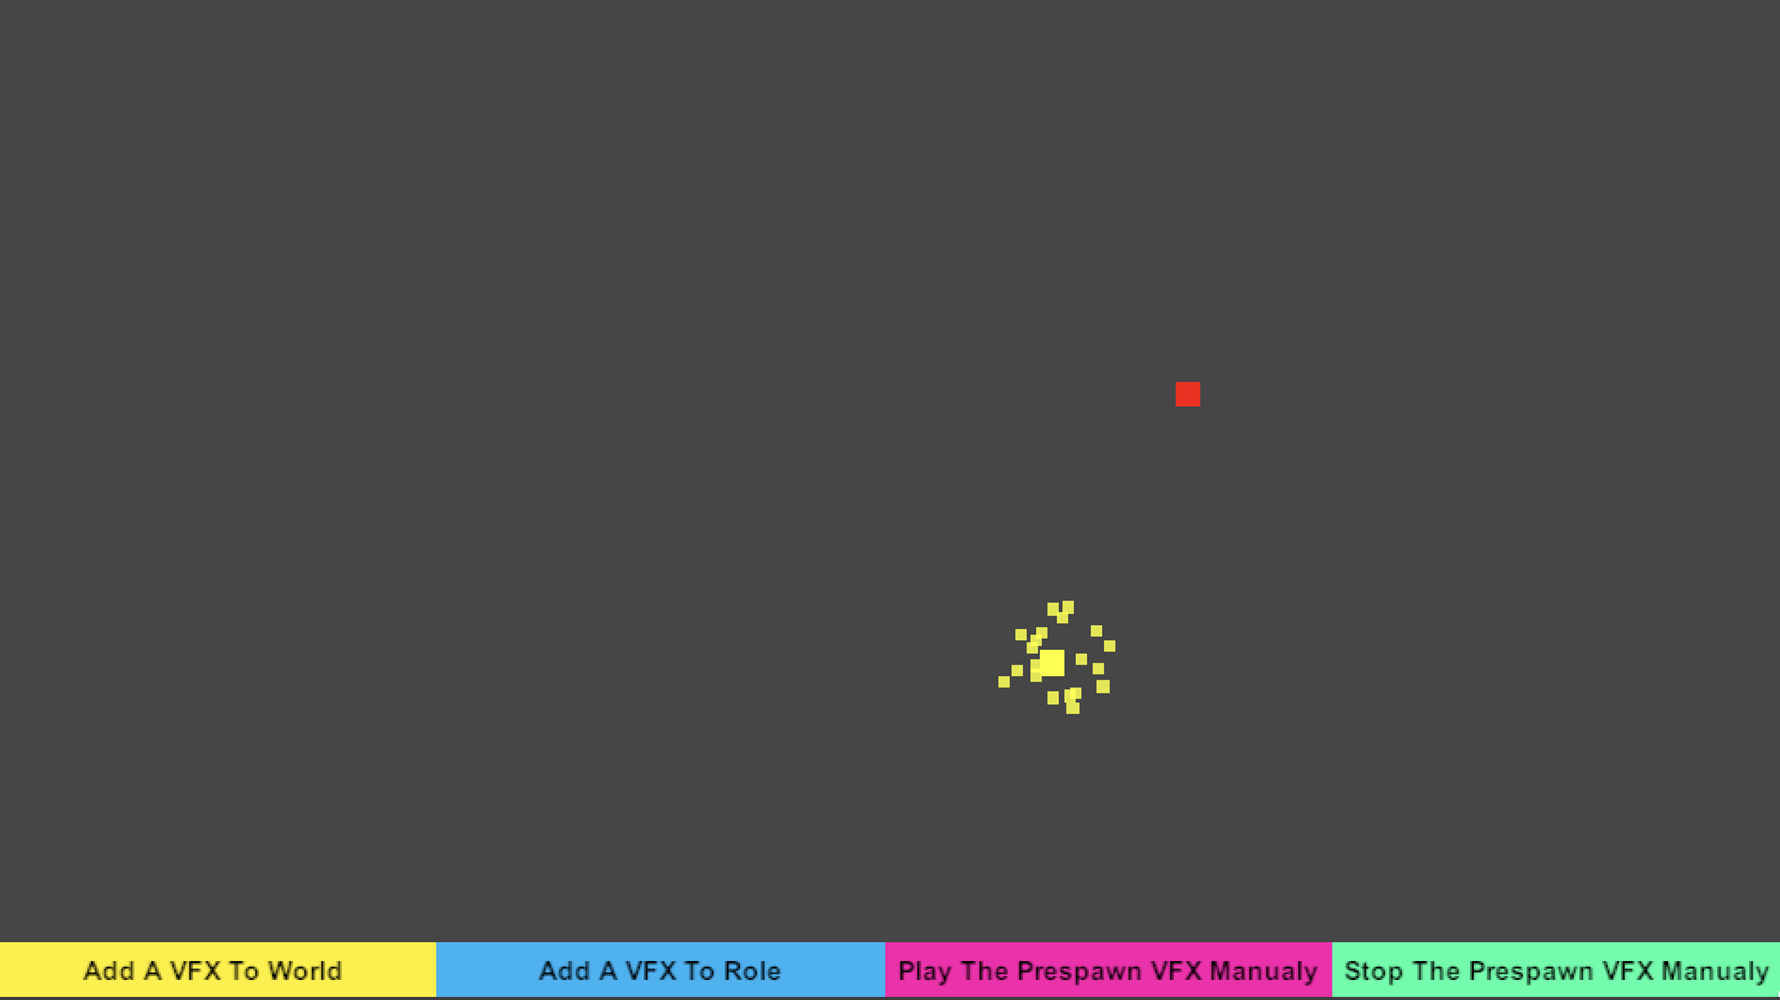 Add A VFX To World
Add A VFX To Role
Play The Prespawn VFX Manualy
Stop The Prespawn VFX Manualy